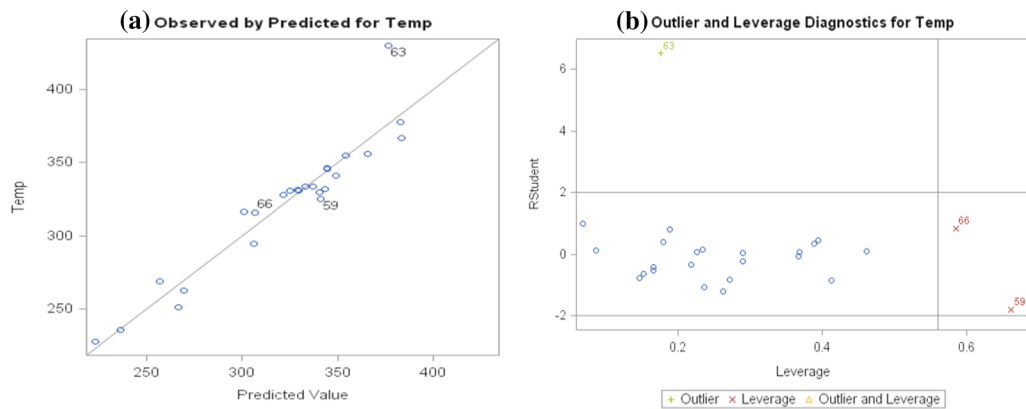 (a) Observed by Predicted for Temp
63
400
350
300
250
66
59
Temp
250 300 350 400
Predicted Value
(b) Outlier and Leverage Diagnostics for Temp
63
6
4
2
0
-2
66
59
RStudent
0.2 0.4 0.6
Leverage
+ Outlier × Leverage △ Outlier and Leverage